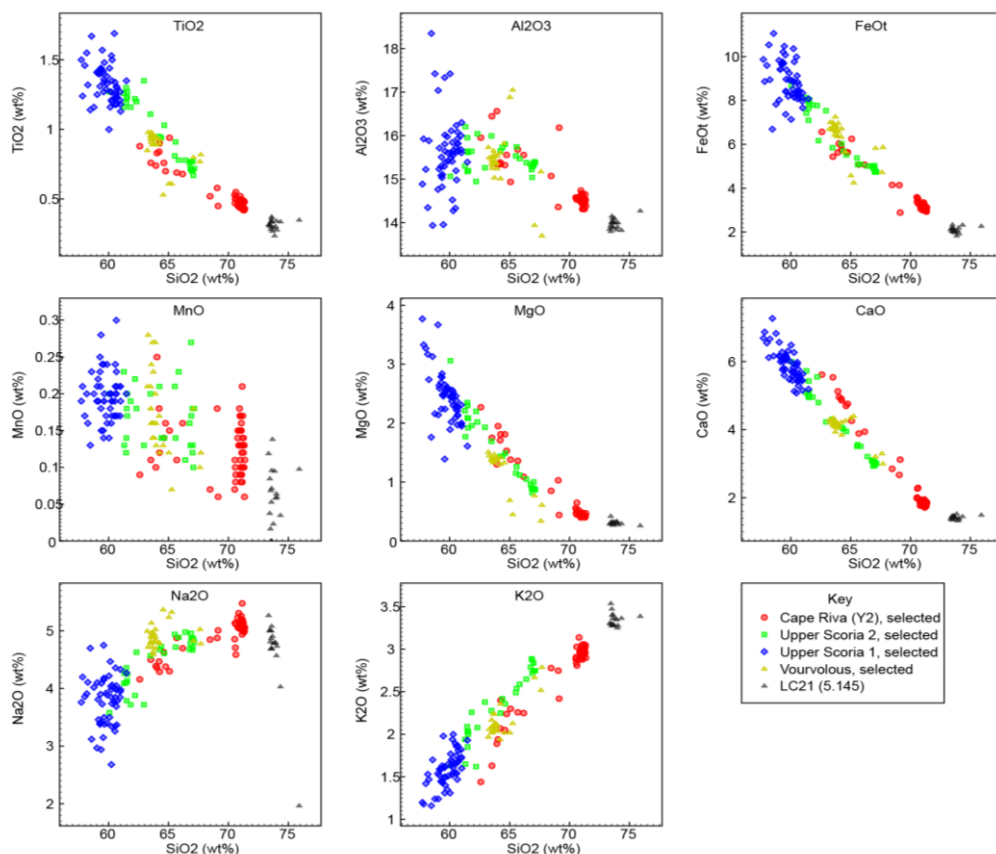 TiO2
TiO2 (wt%)
1.5
1
0.5
60
65
70
75
SiO2 (wt%)
Al2O3
Al2O3 (wt%)
18
17
16
15
14
60
65
70
75
SiO2 (wt%)
FeOt
FeOt (wt%)
10
8
6
4
2
60
65
70
75
SiO2 (wt%)
MnO
MnO (wt%)
0.3
0.25
0.2
0.15
0.1
0.05
0
60
65
70
75
SiO2 (wt%)
MgO
MgO (wt%)
4
3
2
1
0
60
65
70
75
SiO2 (wt%)
CaO
CaO (wt%)
6
4
2
60
65
70
75
SiO2 (wt%)
Na2O
Na2O (wt%)
5
4
3
2
60
65
70
75
SiO2 (wt%)
K2O
K2O (wt%)
3.5
3
2.5
2
1.5
1
60
65
70
75
SiO2 (wt%)
Key
Cape Riva (Y2), selected
Upper Scoria 2, selected
Upper Scoria 1, selected
Vourvolous, selected
LC21 (5.145)